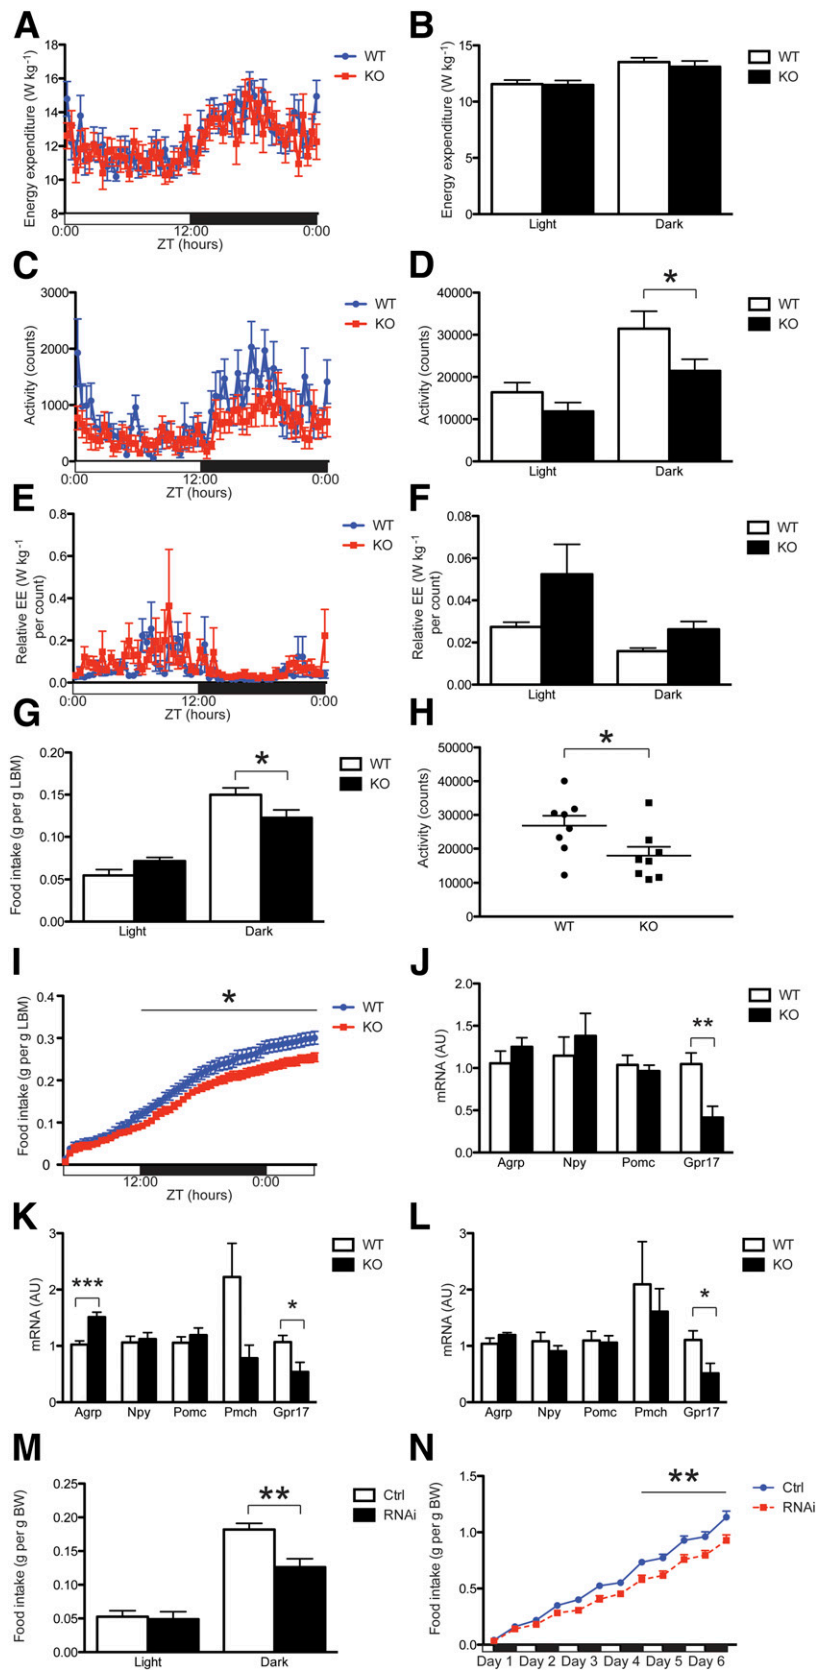 A
Energy expenditure (W kg-1)
18
16
14
12
10
8
0:00
12:00
0:00
ZT (hours)
WT
KO
B
Energy expenditure (W kg-1)
15
10
5
0
Light
Dark
WT
KO
C
Activity (counts)
3000
2000
1000
0
0:00
12:00
0:00
ZT (hours)
WT
KO
D
Activity (counts)
40000
30000
20000
10000
0
*
Light
Dark
WT
KO
E
Relative EE (W kg-1
per count)
0.8
0.6
0.4
0.2
0.0
0:00
12:00
0:00
ZT (hours)
WT
KO
F
Relative EE (W kg-1
per count)
0.08
0.06
0.04
0.02
0.00
Light
Dark
WT
KO
G
Food intake (g per g LBM)
0.20
0.15
0.10
0.05
0.00
*
Light
Dark
WT
KO
H
Activity (counts)
50000
40000
30000
20000
10000
0
*
WT
KO
I
Food intake (g per g LBM)
0.4
0.3
0.2
0.1
0
*
12:00
0:00
ZT (hours)
WT
KO
J
mRNA (AU)
2.0
1.5
1.0
0.5
0.0
**
Agrp
Npy
Pomc
Gpr17
WT
KO
K
mRNA (AU)
3
2
1
0
***
*
Agrp
Npy
Pomc
Pmch
Gpr17
WT
KO
L
mRNA (AU)
3
2
1
0
*
Agrp
Npy
Pomc
Pmch
Gpr17
WT
KO
M
Food intake (g per g BW)
0.25
0.20
0.15
0.10
0.05
0.00
**
Light
Dark
Ctrl
RNAi
N
Food intake (g per g BW)
1.5
1.0
0.5
0.0
**
Day 1 Day 2 Day 3 Day 4 Day 5 Day 6
Ctrl
RNAi